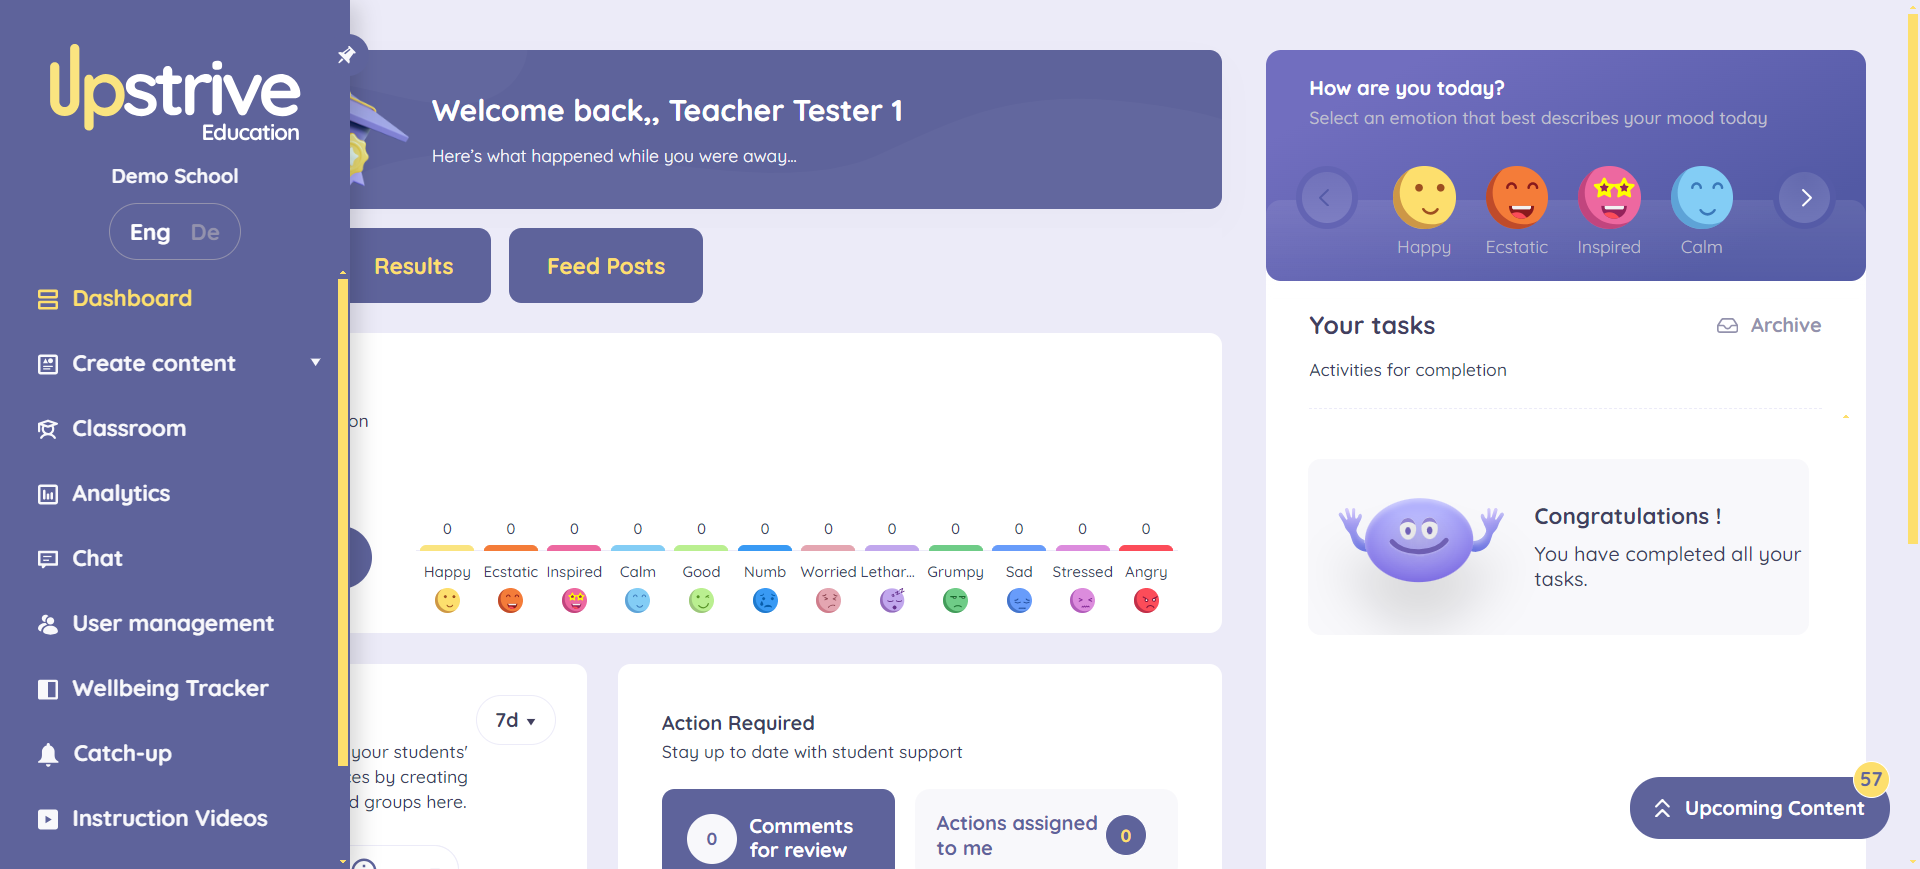 Upstrive
Education
Demo School
Eng De
Dashboard
Create content
Classroom
Analytics
Chat
User management
Wellbeing Tracker
Catch-up
Instruction Videos
Welcome back,, Teacher Tester 1
Here's what happened while you were away...
Results
Feed Posts
on
0 0 0 0 0 0 0 0 0 0 0 0
Happy Ecstatic Inspired Calm Good Numb Worried Lethar... Grumpy Sad Stressed Angry
7d
your students'
ces by creating
d groups here.
Action Required
Stay up to date with student support
0
Comments
for review
Actions assigned
to me
0
How are you today?
Select an emotion that best describes your mood today
Happy Ecstatic Inspired Calm
Your tasks
Archive
Activities for completion
Congratulations !
You have completed all your
tasks.
57
Upcoming Content